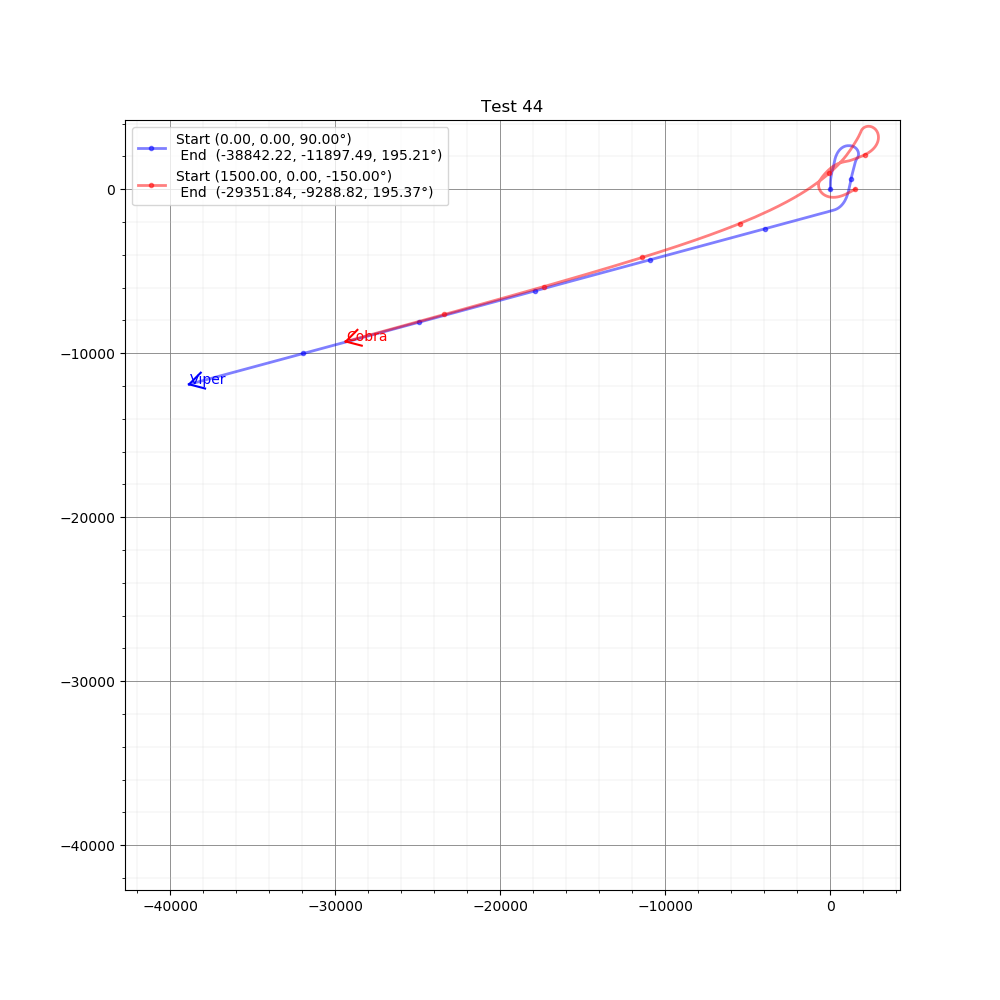 Test 44
Start (0.00, 0.00, 90.00°)
End  (-38842.22, -11897.49, 195.21°)
Start (1500.00, 0.00, -150.00°)
End  (-29351.84, -9288.82, 195.37°)
0
−10000
−20000
−30000
−40000
Cobra
Viper
−40000
−30000
−20000
−10000
0